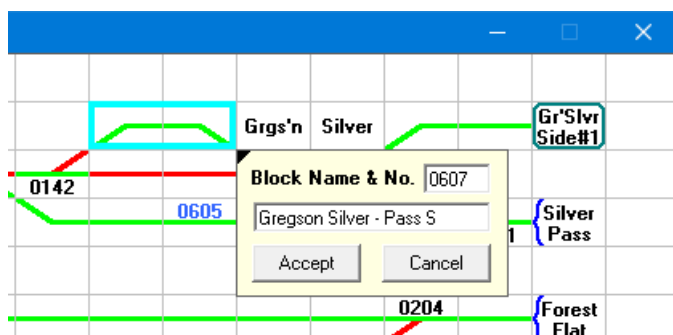 Grgs'n Silver
Gr'Slvr
Side#1
0142
Block Name & No. 0607
0605
Gregson Silver - Pass S
Silver
Pass
1
Accept Cancel
0204
Forest
Flat